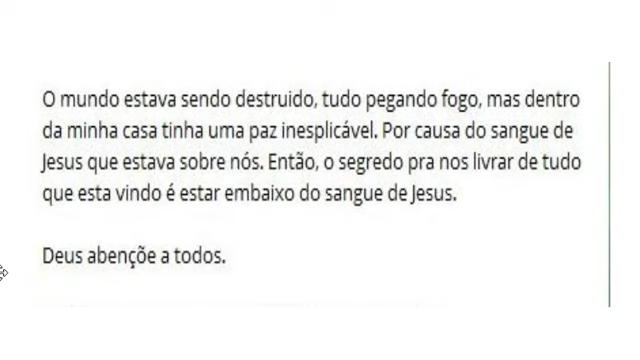 O mundo estava sendo destruido, tudo pegando fogo, mas dentro
da minha casa tinha uma paz inesplicável. Por causa do sangue de
Jesus que estava sobre nós. Então, o segredo pra nos livrar de tudo
que esta vindo é estar embaixo do sangue de Jesus.
Deus abençõe a todos.